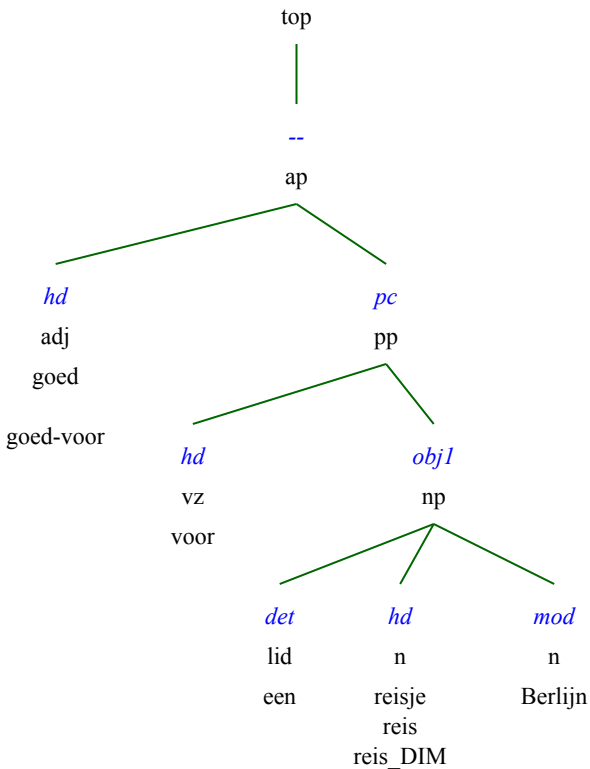 top
--
ap
hd pc
adj pp
goed
goed-voor
hd obj1
vz np
voor
det hd mod
lid n n
een reisje Berlijn
reis
reis_DIM